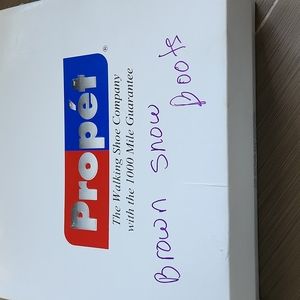 Propét®
The Walking Shoe Company
with the 1000 Mile Guarantee
Brown Snow
Boots